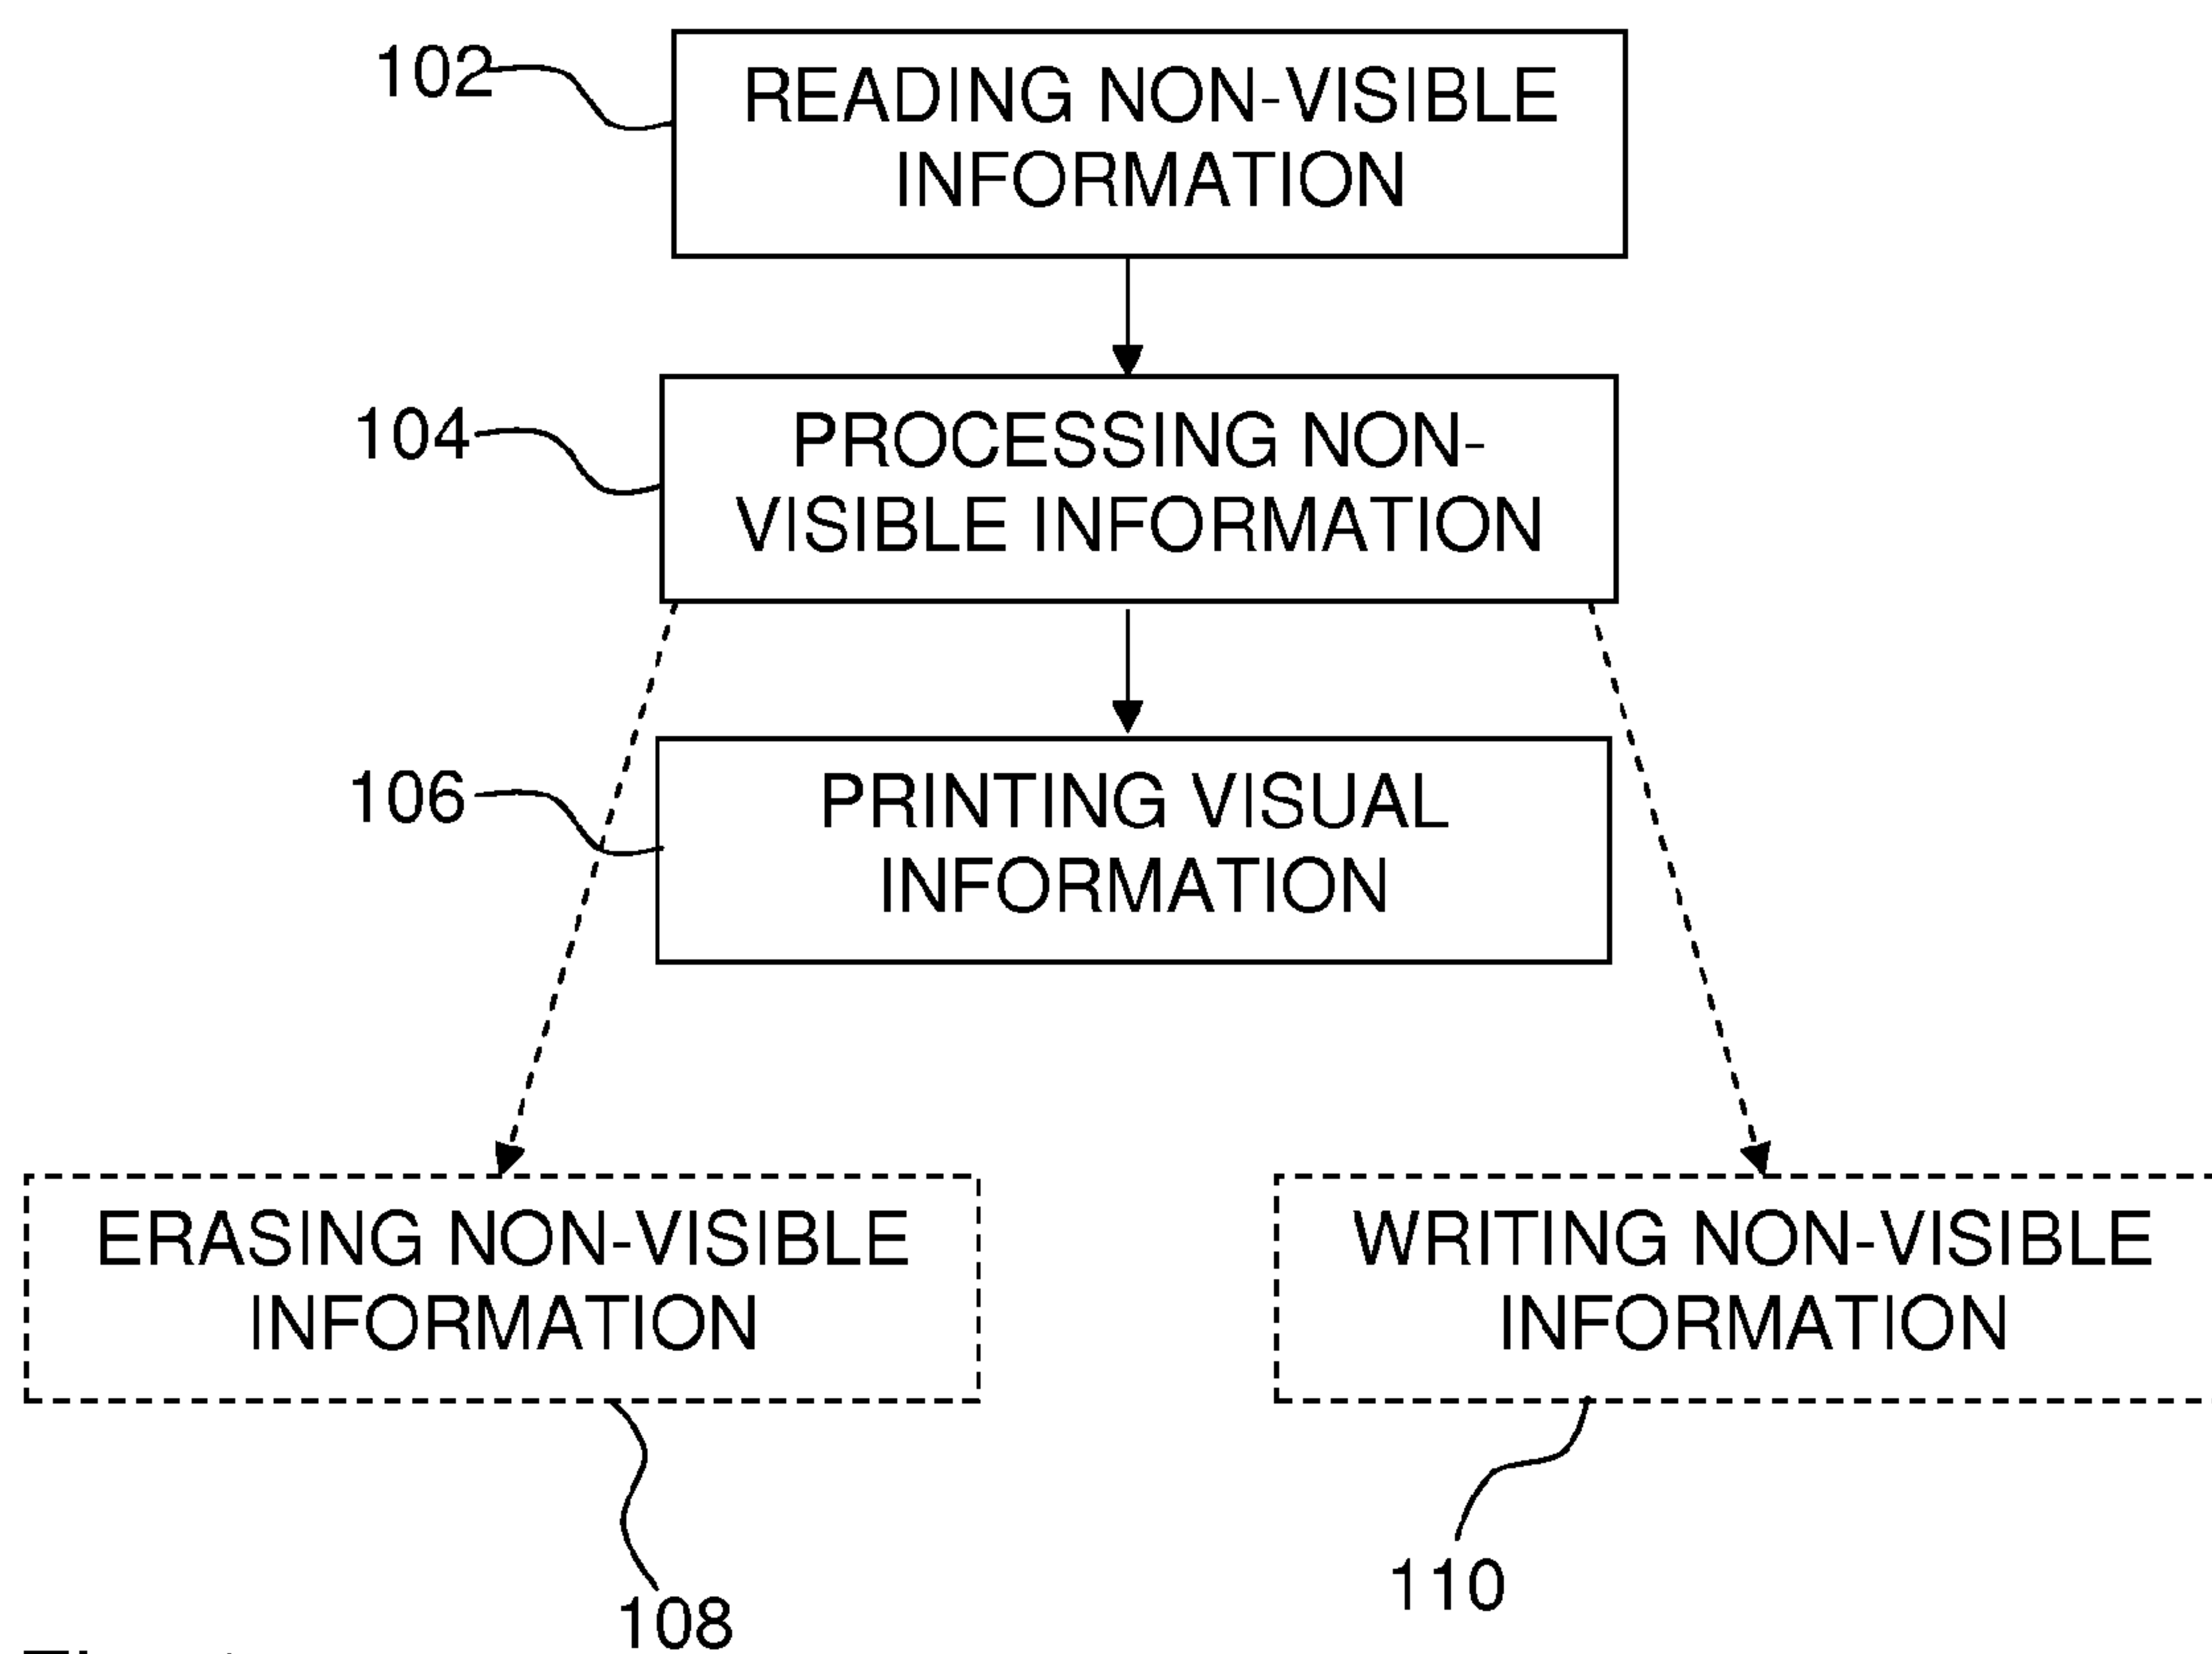 102
READING NON-VISIBLE
INFORMATION
104
PROCESSING NON-
VISIBLE INFORMATION
106
PRINTING VISUAL
INFORMATION
ERASING NON-VISIBLE
INFORMATION
WRITING NON-VISIBLE
INFORMATION
108
110